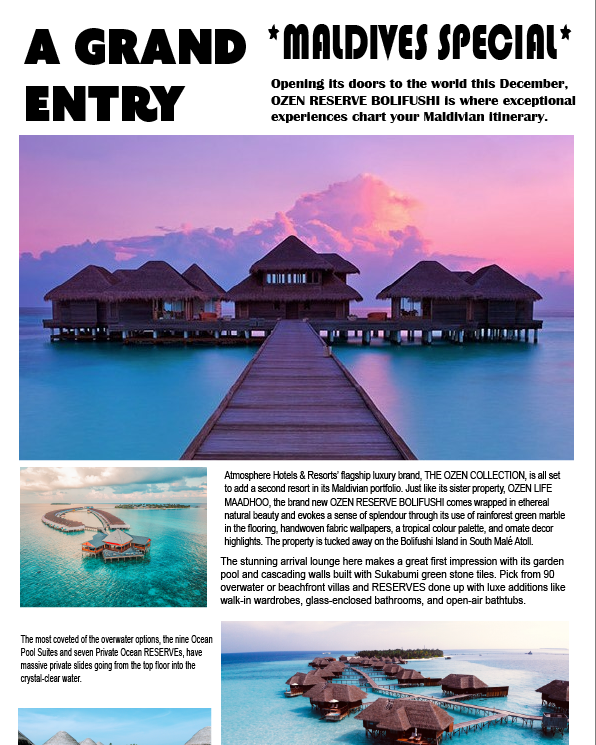 A GRAND
ENTRY
*MALDIVES SPECIAL*
Opening its doors to the world this December,
OZEN RESERVE BOLIFUSHI is where exceptional
experiences chart your Maldivian itinerary.
Atmosphere Hotels & Resorts' flagship luxury brand, THE OZEN COLLECTION, is all set
to add a second resort in its Maldivian portfolio. Just like its sister property, OZEN LIFE
MAADHOO, the brand new OZEN RESERVE BOLIFUSHI comes wrapped in ethereal
natural beauty and evokes a sense of splendour through its use of rainforest green marble
in the flooring, handwoven fabric wallpapers, a tropical colour palette, and ornate decor
highlights. The property is tucked away on the Bolifushi Island in South Malé Atoll.
The stunning arrival lounge here makes a great first impression with its garden
pool and cascading walls built with Sukabumi green stone tiles. Pick from 90
overwater or beachfront villas and RESERVES done up with luxe additions like
walk-in wardrobes, glass-enclosed bathrooms, and open-air bathtubs.
The most coveted of the overwater options, the nine Ocean
Pool Suites and seven Private Ocean RESERVEs, have
massive private slides going from the top floor into the
crystal-clear water.